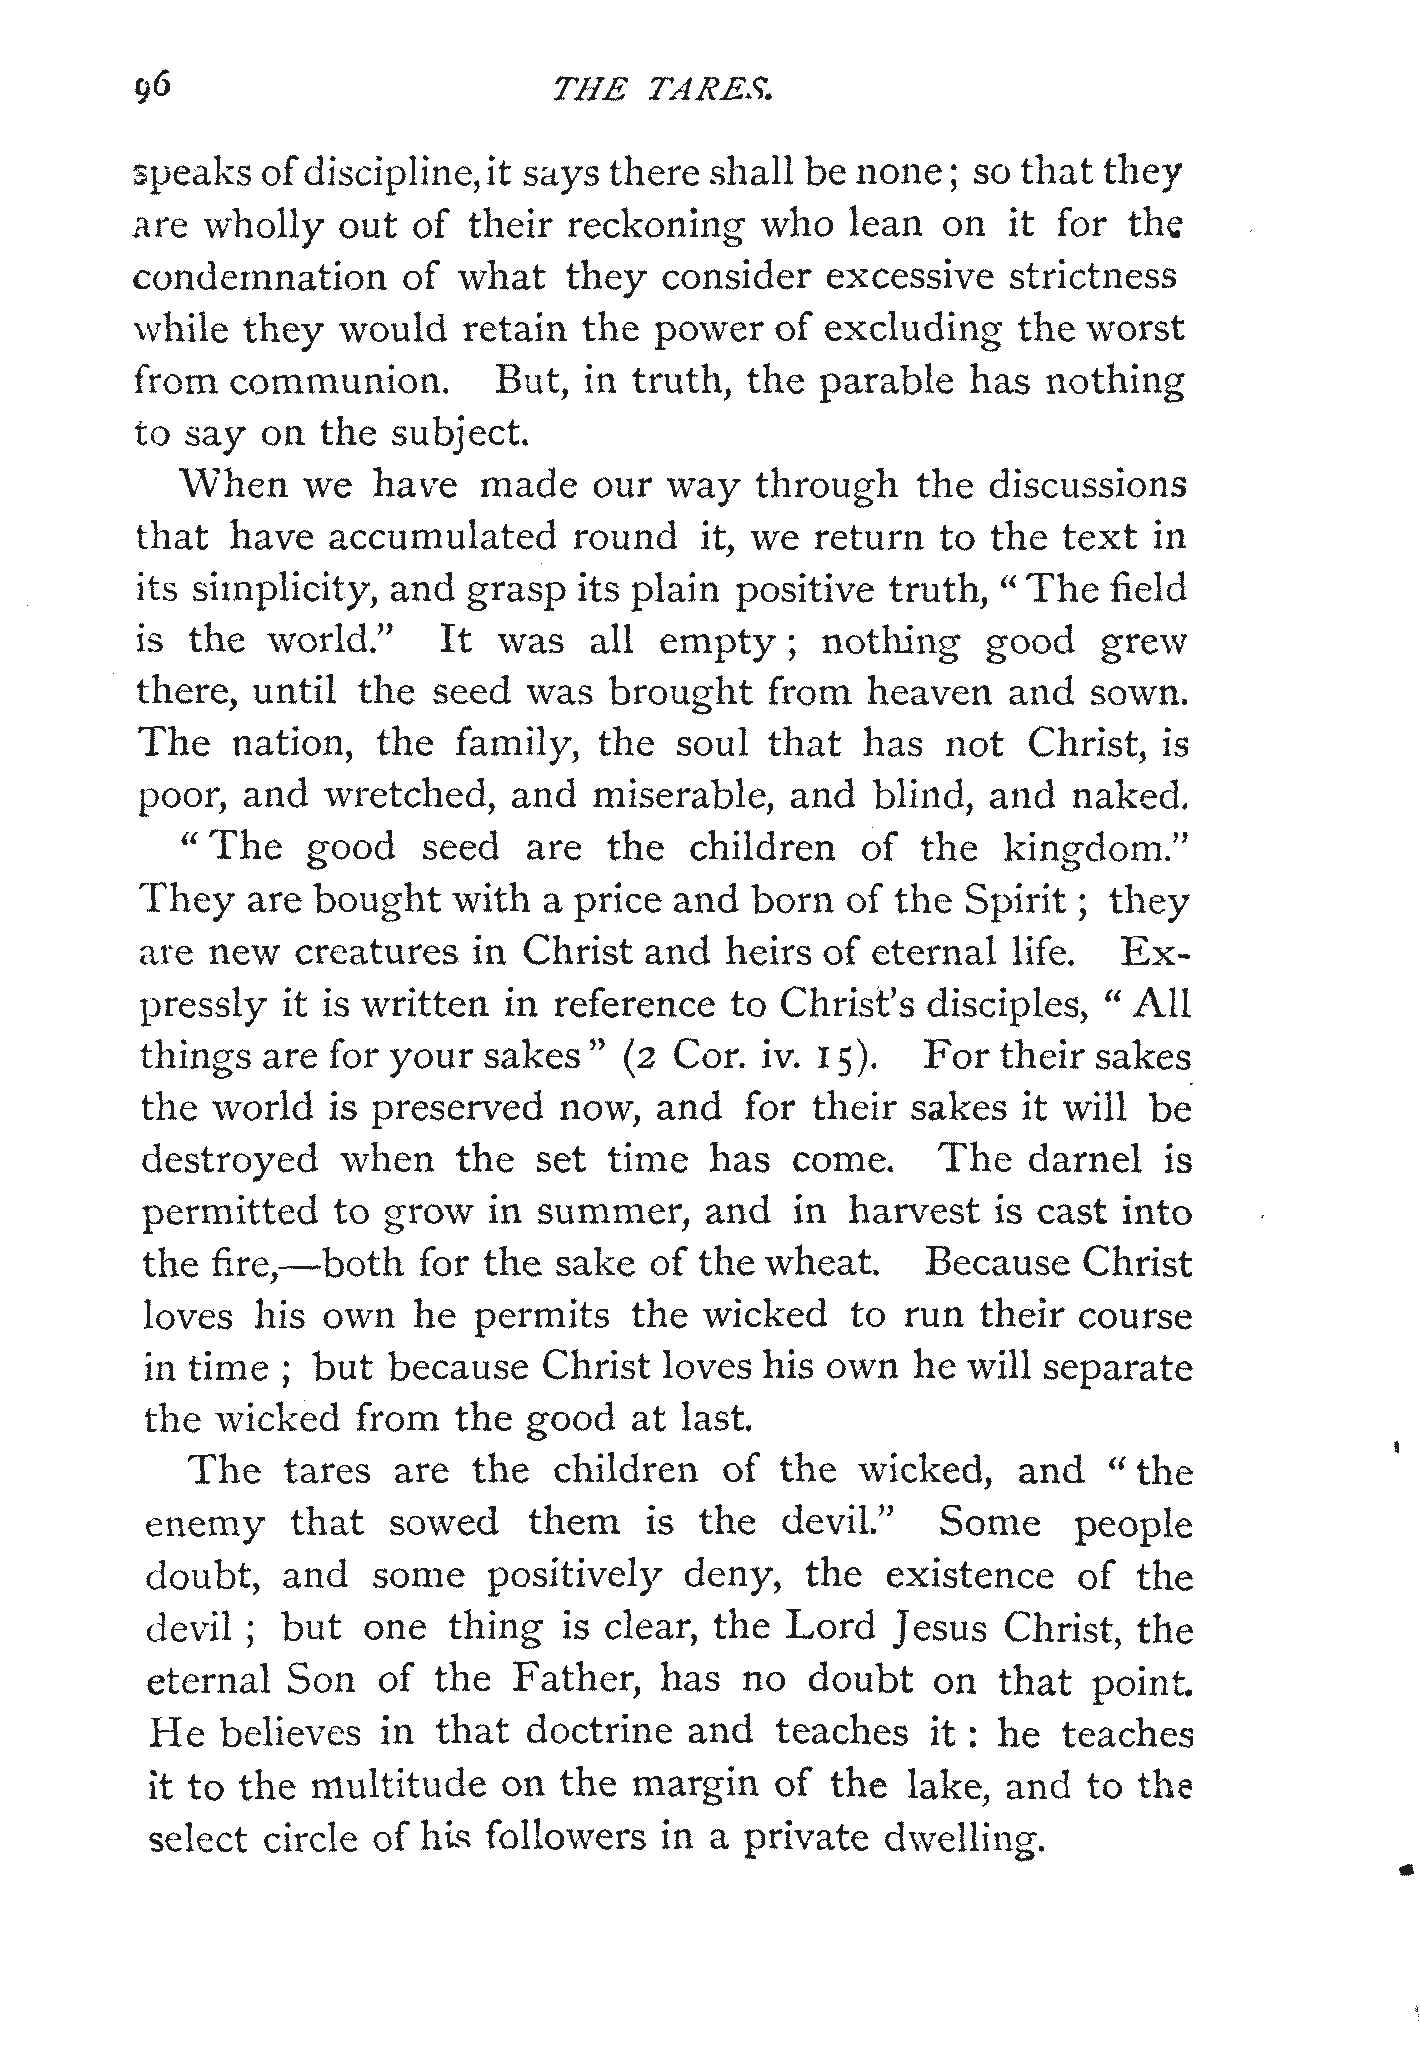 96 THE TARES.
speaks of discipline, it says there shall be none; so that they
are wholly out of their reckoning who lean on it for the
condemnation of what they consider excessive strictness
while they would retain the power of excluding the worst
from communion. But, in truth, the parable has nothing
to say on the subject.
When we have made our way through the discussions
that have accumulated round it, we return to the text in
its simplicity, and grasp its plain positive truth, "The field
is the world." It was all empty; nothing good grew
there, until the seed was brought from heaven and sown.
The nation, the family, the soul that has not Christ, is
poor, and wretched, and miserable, and blind, and naked.
"The good seed are the children of the kingdom."
They are bought with a price and born of the Spirit; they
are new creatures in Christ and heirs of eternal life. Ex-
pressly it is written in reference to Christ's disciples, "All
things are for your sakes" (2 Cor. iv. 15). For their sakes
the world is preserved now, and for their sakes it will be
destroyed when the set time has come. The darnel is
permitted to grow in summer, and in harvest is cast into
the fire,—both for the sake of the wheat. Because Christ
loves his own he permits the wicked to run their course
in time; but because Christ loves his own he will separate
the wicked from the good at last.
The tares are the children of the wicked, and "the
enemy that sowed them is the devil." Some people
doubt, and some positively deny, the existence of the
devil; but one thing is clear, the Lord Jesus Christ, the
eternal Son of the Father, has no doubt on that point.
He believes in that doctrine and teaches it: he teaches
it to the multitude on the margin of the lake, and to the
select circle of his followers in a private dwelling.